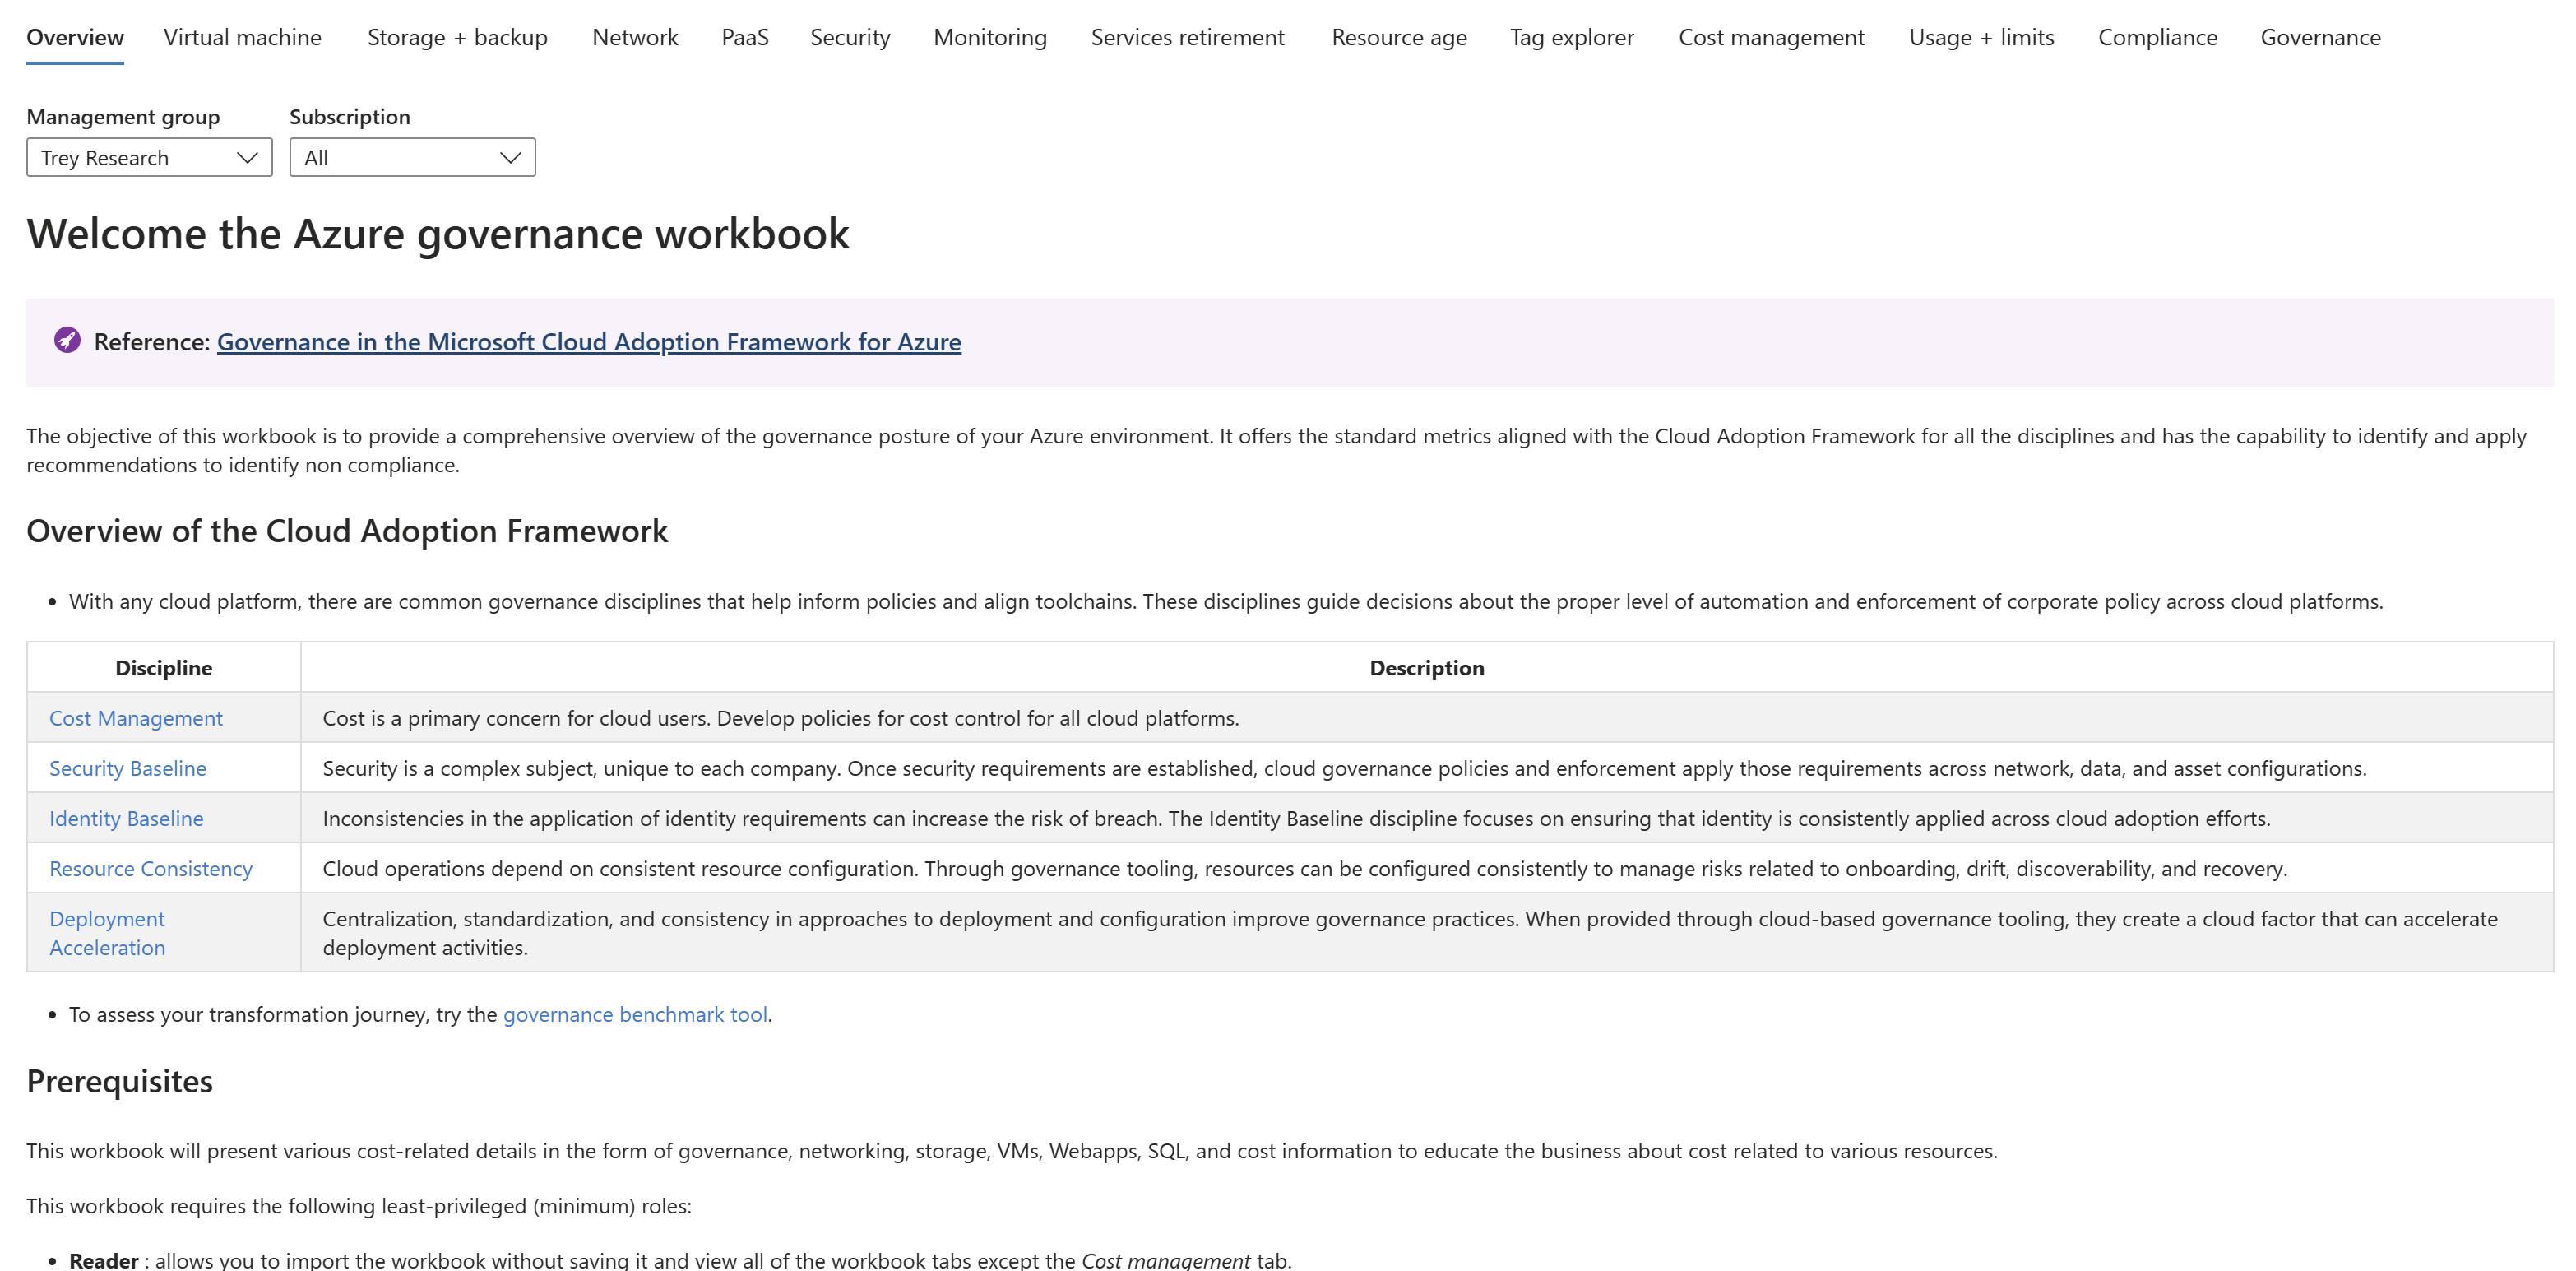 Overview Virtual machine Storage + backup Network PaaS Security Monitoring Services retirement Resource age Tag explorer Cost management Usage + limits Compliance Governance
Management group Subscription
Trey Research All
Welcome the Azure governance workbook
Reference: Governance in the Microsoft Cloud Adoption Framework for Azure
The objective of this workbook is to provide a comprehensive overview of the governance posture of your Azure environment. It offers the standard metrics aligned with the Cloud Adoption Framework for all the disciplines and has the capability to identify and apply
recommendations to identify non compliance.
Overview of the Cloud Adoption Framework
• With any cloud platform, there are common governance disciplines that help inform policies and align toolchains. These disciplines guide decisions about the proper level of automation and enforcement of corporate policy across cloud platforms.
Discipline Description
Cost Management Cost is a primary concern for cloud users. Develop policies for cost control for all cloud platforms.
Security Baseline Security is a complex subject, unique to each company. Once security requirements are established, cloud governance policies and enforcement apply those requirements across network, data, and asset configurations.
Identity Baseline Inconsistencies in the application of identity requirements can increase the risk of breach. The Identity Baseline discipline focuses on ensuring that identity is consistently applied across cloud adoption efforts.
Resource Consistency Cloud operations depend on consistent resource configuration. Through governance tooling, resources can be configured consistently to manage risks related to onboarding, drift, discoverability, and recovery.
Deployment Centralization, standardization, and consistency in approaches to deployment and configuration improve governance practices. When provided through cloud-based governance tooling, they create a cloud factor that can accelerate
Acceleration deployment activities.
• To assess your transformation journey, try the governance benchmark tool.
Prerequisites
This workbook will present various cost-related details in the form of governance, networking, storage, VMs, Webapps, SQL, and cost information to educate the business about cost related to various resources.
This workbook requires the following least-privileged (minimum) roles:
• Reader : allows you to import the workbook without saving it and view all of the workbook tabs except the Cost management tab.